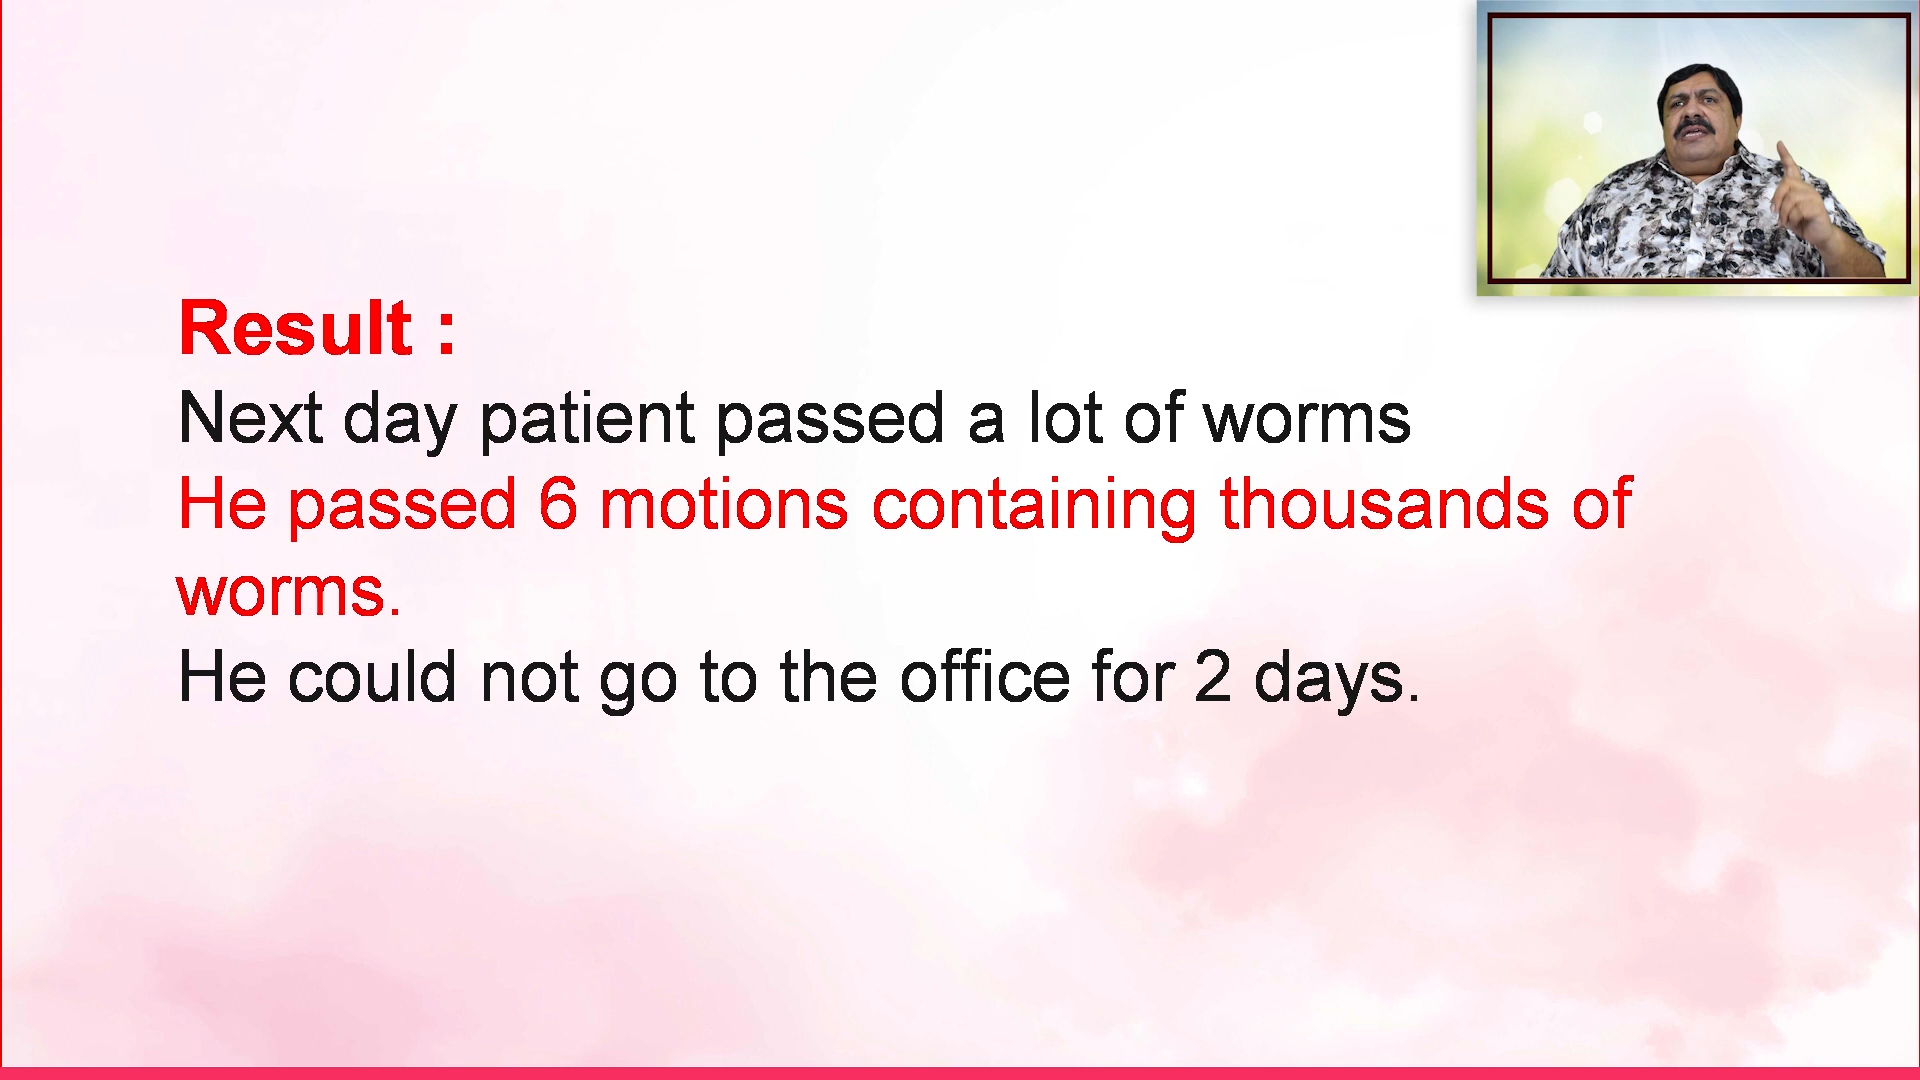 Result :
Next day patient passed a lot of worms
He passed 6 motions containing thousands of
worms.
He could not go to the office for 2 days.